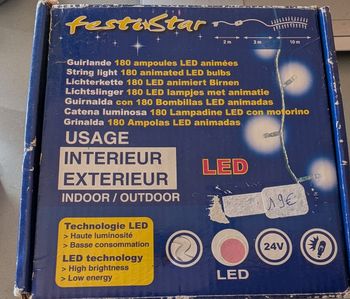 festistar
2 m 3 m 10 m
Guirlande 180 ampoules LED animées
String light 180 animated LED bulbs
Lichterkette 180 LED animiert Birnen
Lichtslinger 180 LED lampjes met animatie
Guirnalda con 180 Bombillas LED animadas
Catena luminosa 180 Lampadine LED con motorino
Grinalda 180 Ampolas LED animadas
USAGE
INTERIEUR
EXTERIEUR
INDOOR / OUTDOOR
LED
Technologie LED
> Haute luminosité
> Basse consommation
LED technology
> High brightness
> Low energy
LED
24V